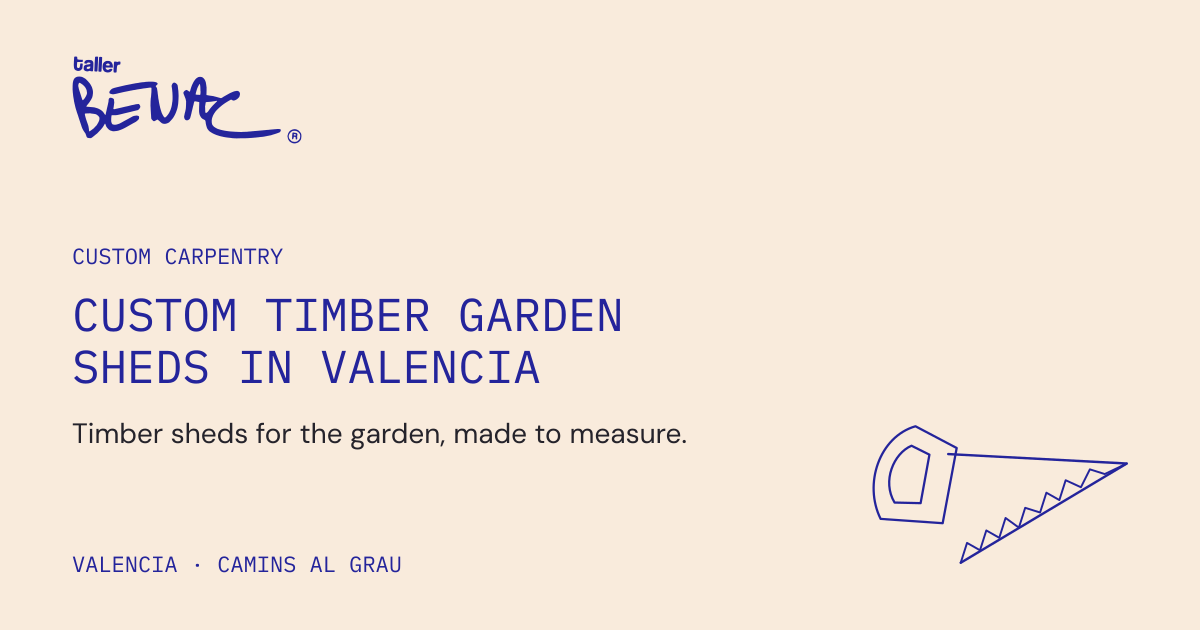 taller
BENAC ®
CUSTOM CARPENTRY
CUSTOM TIMBER GARDEN
SHEDS IN VALENCIA
Timber sheds for the garden, made to measure.
VALENCIA · CAMINS AL GRAU